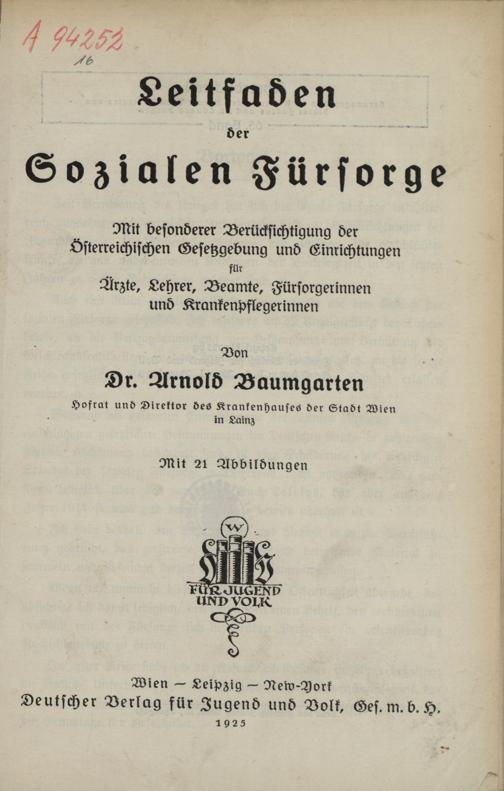 A 94252
16
Leitfaden
der
Sozialen Fürsorge
Mit besonderer Berücksichtigung der
Österreichischen Gesetzgebung und Einrichtungen
für
Ärzte, Lehrer, Beamte, Fürsorgerinnen
und Krankenpflegerinnen
Von
Dr. Arnold Baumgarten
Hofrat und Direktor des Krankenhauses der Stadt Wien
in Lainz
Mit 21 Abbildungen
W
FÜR JUGEND
UND VOLK
Wien – Leipzig – New-York
Deutscher Verlag für Jugend und Volk, Ges. m. b. H.
1925